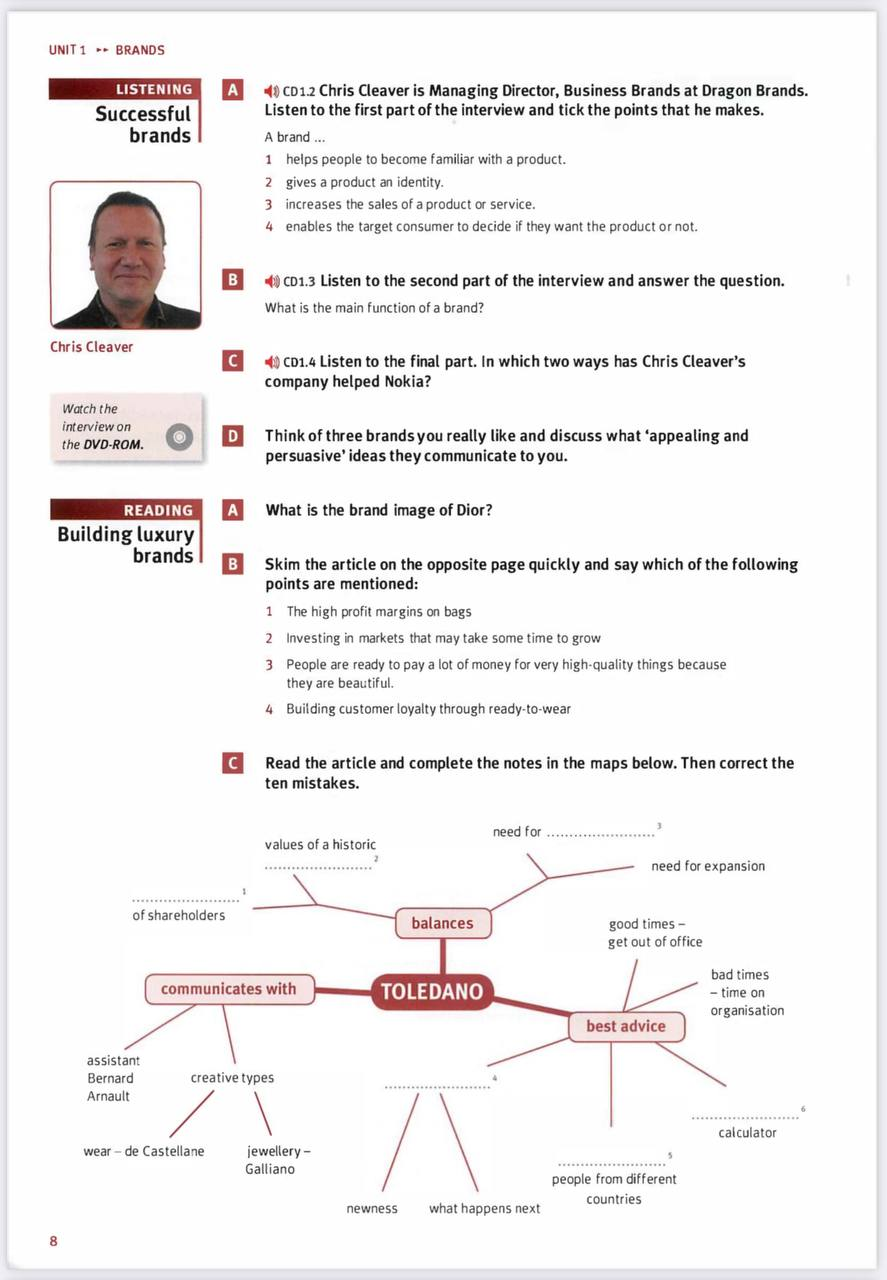 UNIT 1 ▸▸ BRANDS
LISTENING
Successful
brands
Chris Cleaver
Watch the
interview on
the DVD-ROM.
A CD1.2 Chris Cleaver is Managing Director, Business Brands at Dragon Brands.
Listen to the first part of the interview and tick the points that he makes.
A brand ...
1 helps people to become familiar with a product.
2 gives a product an identity.
3 increases the sales of a product or service.
4 enables the target consumer to decide if they want the product or not.
B CD1.3 Listen to the second part of the interview and answer the question.
What is the main function of a brand?
C CD1.4 Listen to the final part. In which two ways has Chris Cleaver's
company helped Nokia?
D Think of three brands you really like and discuss what 'appealing and
persuasive' ideas they communicate to you.
READING
Building luxury
brands
A What is the brand image of Dior?
B Skim the article on the opposite page quickly and say which of the following
points are mentioned:
1 The high profit margins on bags
2 Investing in markets that may take some time to grow
3 People are ready to pay a lot of money for very high-quality things because
they are beautiful.
4 Building customer loyalty through ready-to-wear
C Read the article and complete the notes in the maps below. Then correct the
ten mistakes.
.......................... 1
of shareholders
values of a historic
.......................... 2
need for .......................... 3
need for expansion
balances
good times –
get out of office
bad times
– time on
organisation
communicates with
TOLEDANO
best advice
assistant
Bernard
Arnault
creative types
wear – de Castellane
jewellery –
Galliano
.......................... 4
newness
what happens next
.......................... 5
people from different
countries
.......................... 6
calculator
8